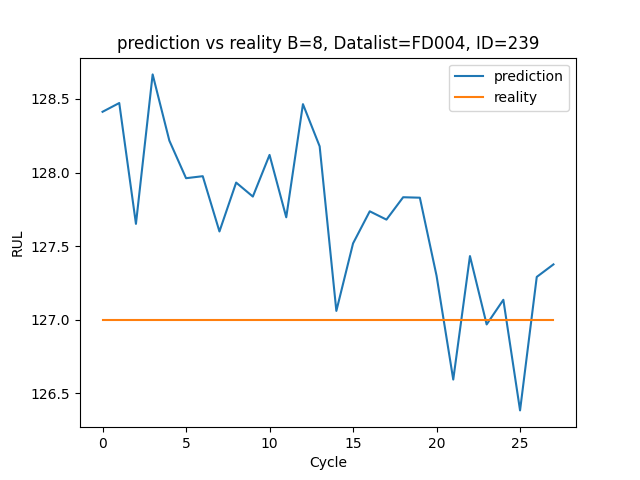 prediction vs reality B=8, Datalist=FD004, ID=239
prediction
reality
128.5
128.0
127.5
127.0
126.5
RUL
0 5 10 15 20 25
Cycle